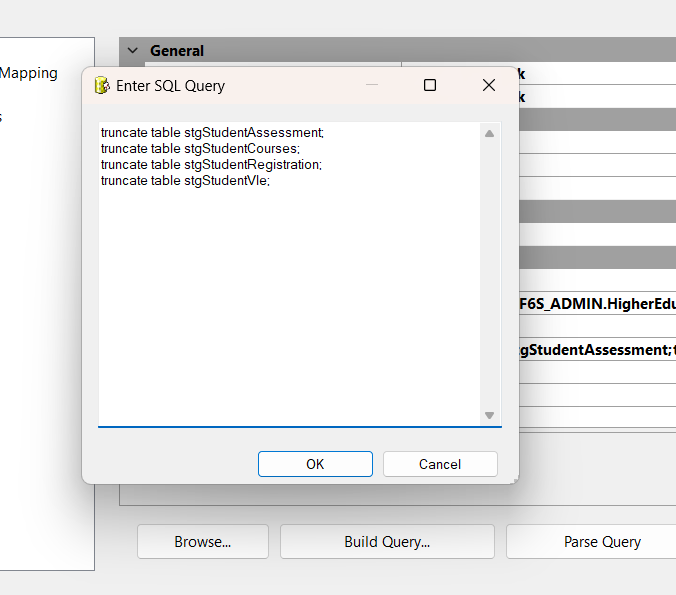 Mapping
General
k
Enter SQL Query
k
truncate table stgStudentAssessment;
truncate table stgStudentCourses;
truncate table stgStudentRegistration;
truncate table stgStudentVle;
F6S_ADMIN.HigherEdu
gStudentAssessment;t
OK
Cancel
Browse...
Build Query...
Parse Query